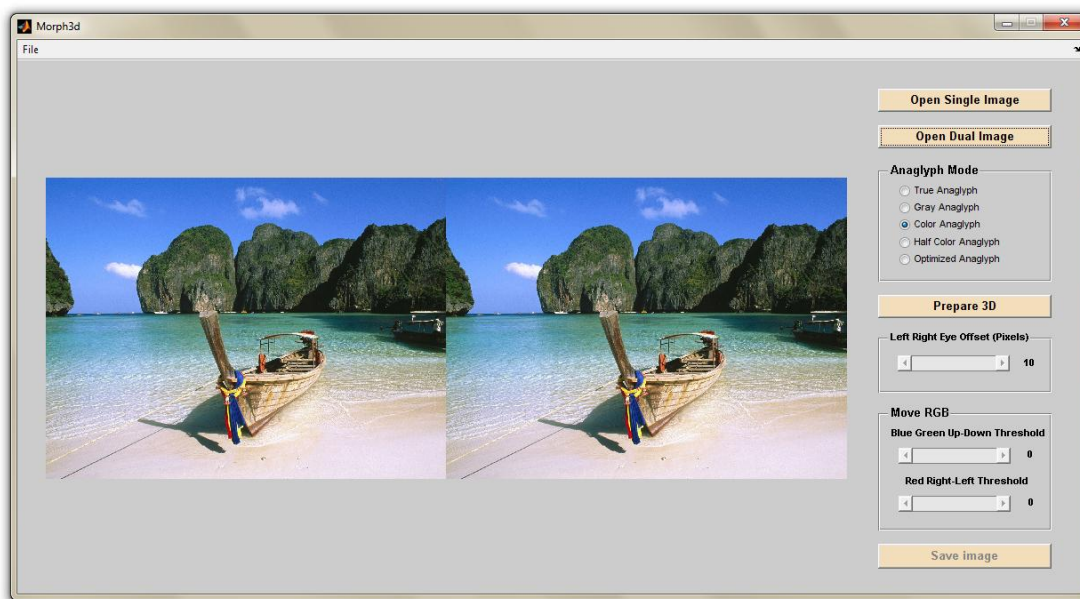 Morph3d
File
Open Single Image
Open Dual Image
Anaglyph Mode
True Anaglyph
Gray Anaglyph
Color Anaglyph
Half Color Anaglyph
Optimized Anaglyph
Prepare 3D
Left Right Eye Offset (Pixels)
10
Move RGB
Blue Green Up-Down Threshold
0
Red Right-Left Threshold
0
Save image